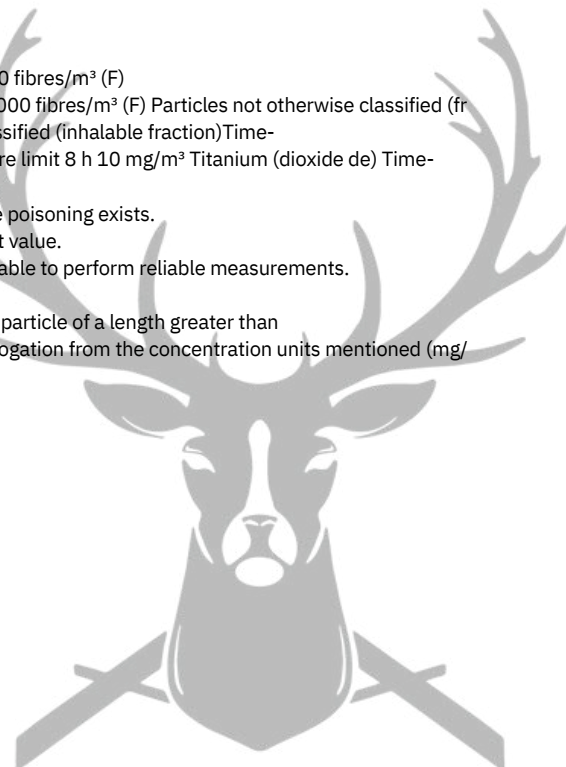 0 fibres/m³ (F)
000 fibres/m³ (F) Particles not otherwise classified (fr
ssified (inhalable fraction)Time-
re limit 8 h 10 mg/m³ Titanium (dioxide de) Time-
e poisoning exists.
t value.
able to perform reliable measurements.
particle of a length greater than
ogation from the concentration units mentioned (mg/